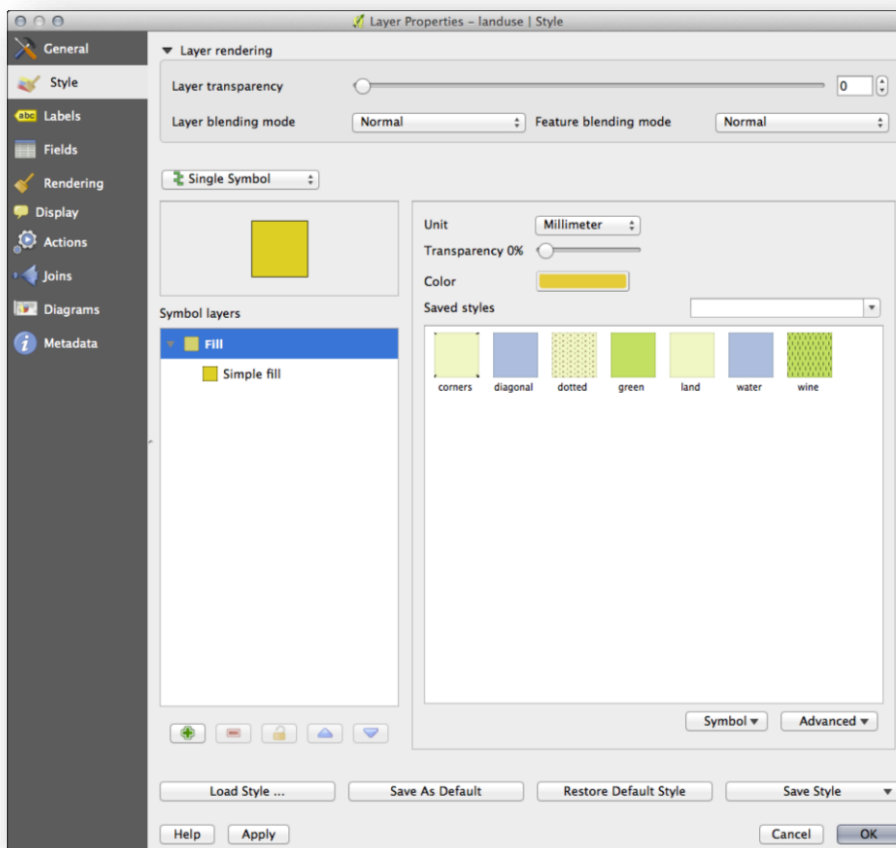 Layer Properties – landuse | Style
General
Style
abc Labels
Fields
Rendering
Display
Actions
Joins
Diagrams
i Metadata
Layer rendering
Layer transparency 0
Layer blending mode Normal Feature blending mode Normal
Single Symbol
Unit Millimeter
Transparency 0%
Color
Saved styles
Symbol layers
Fill
Simple fill
corners diagonal dotted green land water wine
Symbol Advanced
Load Style ... Save As Default Restore Default Style Save Style
Help Apply Cancel OK